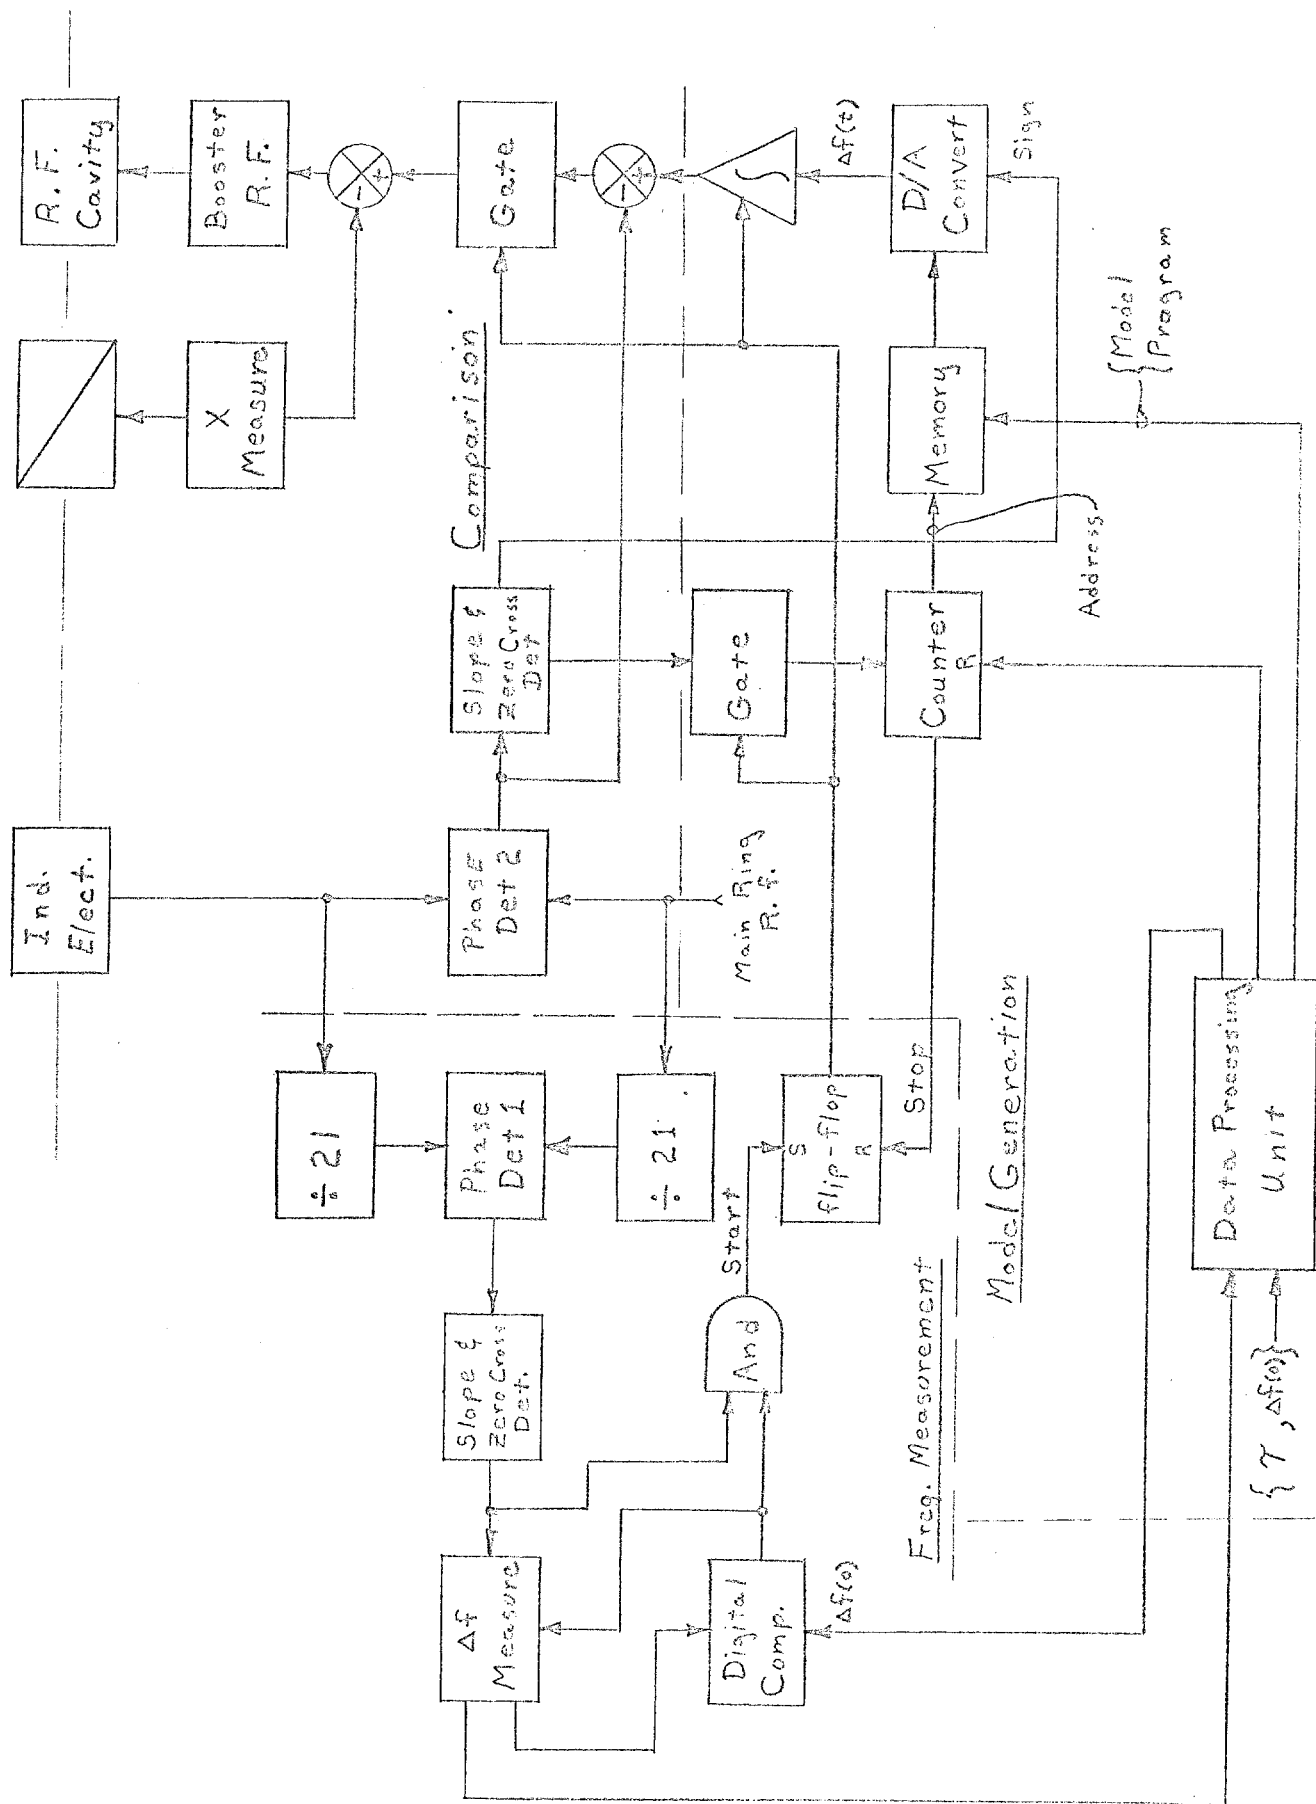 Ind.
Elect.
R.F.
Cavity
÷ 21
X
Measure
Booster
R.F.
Δf
Measure
Slope &
Zero Cross
Det.
Phase
Det 1
Phase
Det 2
Slope &
Zero Cross
Det
Comparison
Gate
-
+
-
+
÷ 21
Main Ring
R.f.
Gate
∫
Digital
Comp.
And
Start
S
flip-flop
R
Δf(t)
Δf(0)
Stop
Counter
R
Memory
D/A
Convert
Freq. Measurement
Model Generation
Address
Sign
{Model
{Pragram
Data Processing
Unit
{ τ , Δf(0)}